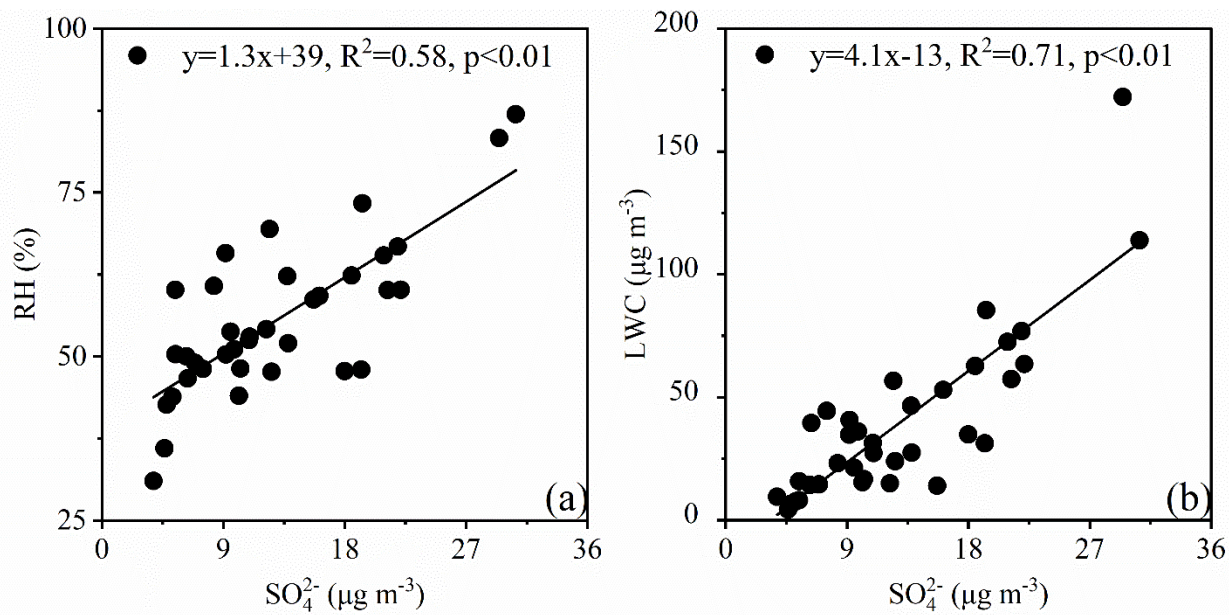 y=1.3x+39, R²=0.58, p<0.01
100
75
50
25
RH (%)
0 9 18 27 36
SO₄²⁻ (μg m⁻³)
(a)
y=4.1x-13, R²=0.71, p<0.01
200
150
100
50
0
LWC (μg m⁻³)
0 9 18 27 36
SO₄²⁻ (μg m⁻³)
(b)